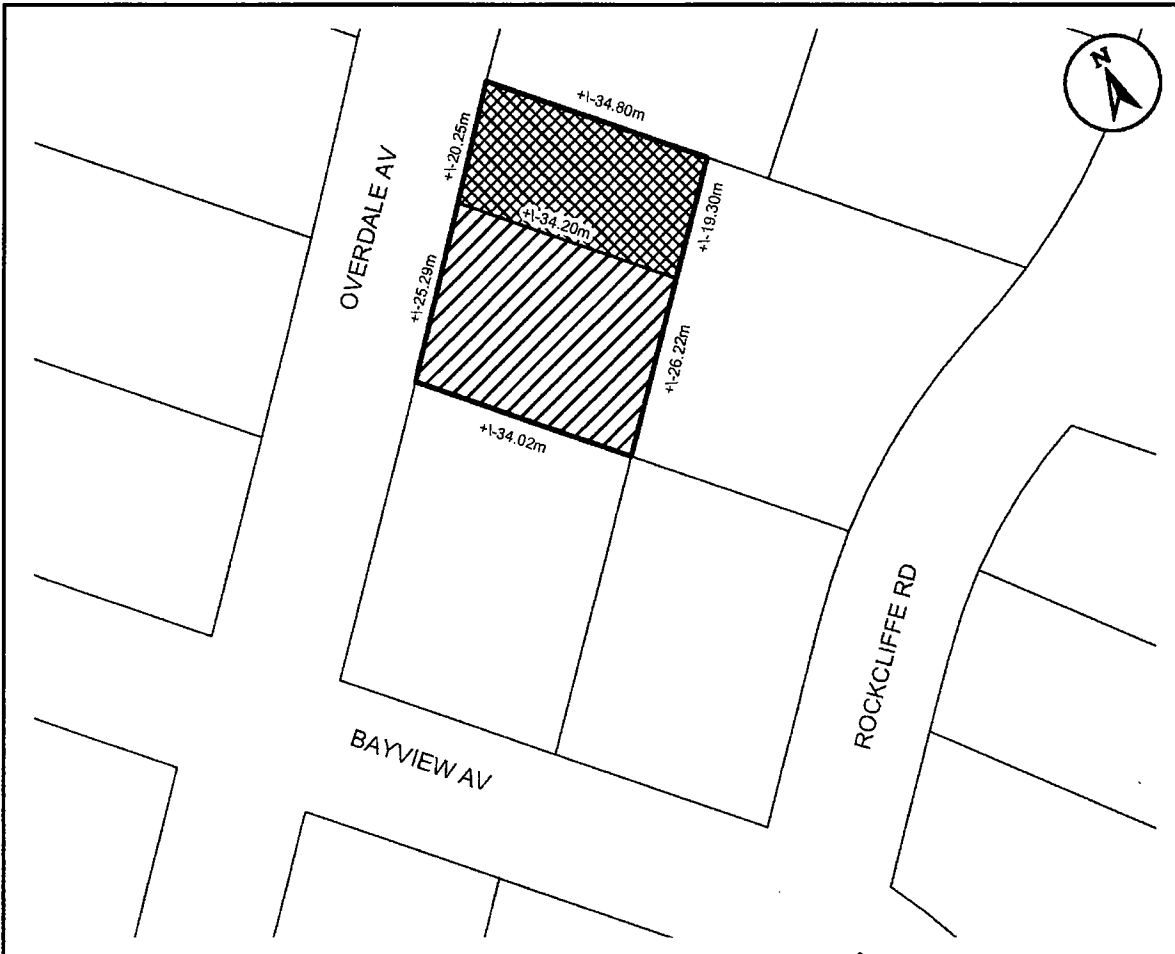 N
+\-34.80m
+\-20.25m
OVERDALE AV
+\-19.30m
+\-34.20m
+\-25.29m
+\-26.22m
+\-34.02m
ROCKCLIFFE RD
BAYVIEW AV